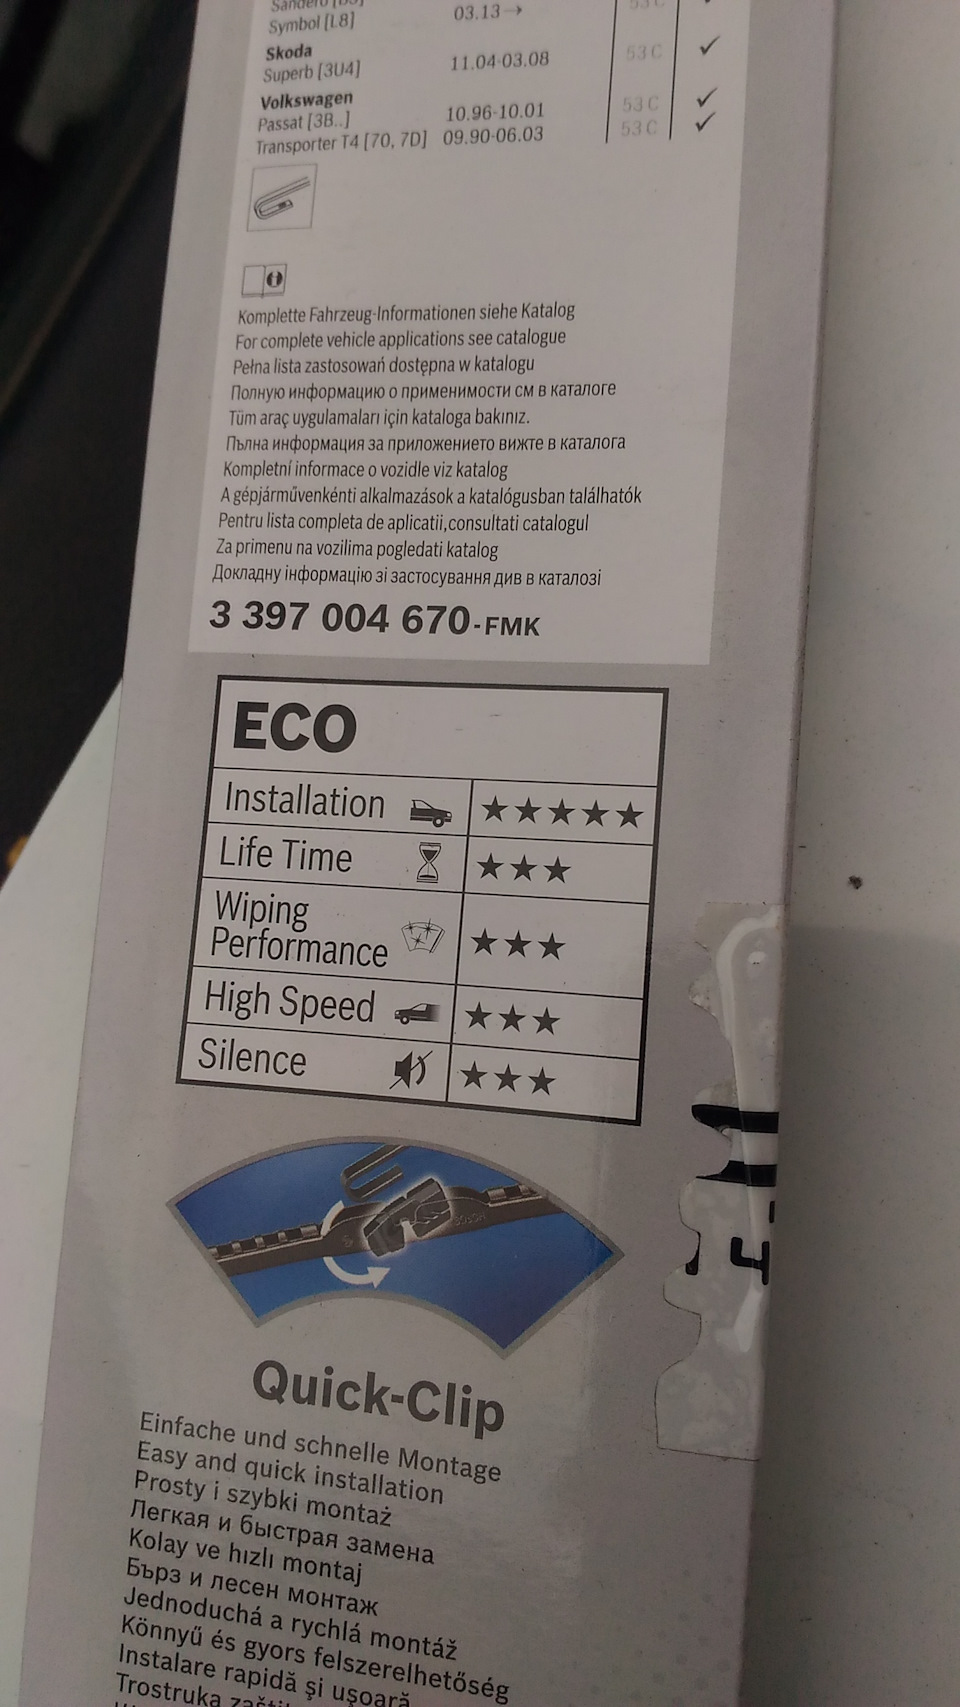 Symbol [L8] 03.13→ 53 C
Skoda
Superb [3U4] 11.04-03.08 53 C ✓
Volkswagen
Passat [3B..] 10.96-10.01 53 C ✓
Transporter T4 [70, 7D] 09.90-06.03 53 C ✓
Komplette Fahrzeug-Informationen siehe Katalog
For complete vehicle applications see catalogue
Pełna lista zastosowań dostępna w katalogu
Полную информацию о применимости см в каталоге
Tüm araç uygulamaları için kataloga bakınız.
Пълна информация за приложението вижте в каталога
Kompletní informace o vozidle viz katalog
A gépjárművenkénti alkalmazások a katalógusban találhatók
Pentru lista completa de aplicatii,consultati catalogul
Za primenu na vozilima pogledati katalog
Докладну інформацію зі застосування див в каталозі
3 397 004 670-FMK
ECO
Installation ★★★★★
Life Time ★★★
Wiping
Performance ★★★
High Speed ★★★
Silence ★★★
BOSCH
Quick-Clip
Einfache und schnelle Montage
Easy and quick installation
Prosty i szybki montaż
Легкая и быстрая замена
Kolay ve hızlı montaj
Бърз и лесен монтаж
Jednoduchá a rychlá montáž
Könnyű és gyors felszerelhetőség
Instalare rapidă şi uşoară
Trostruka